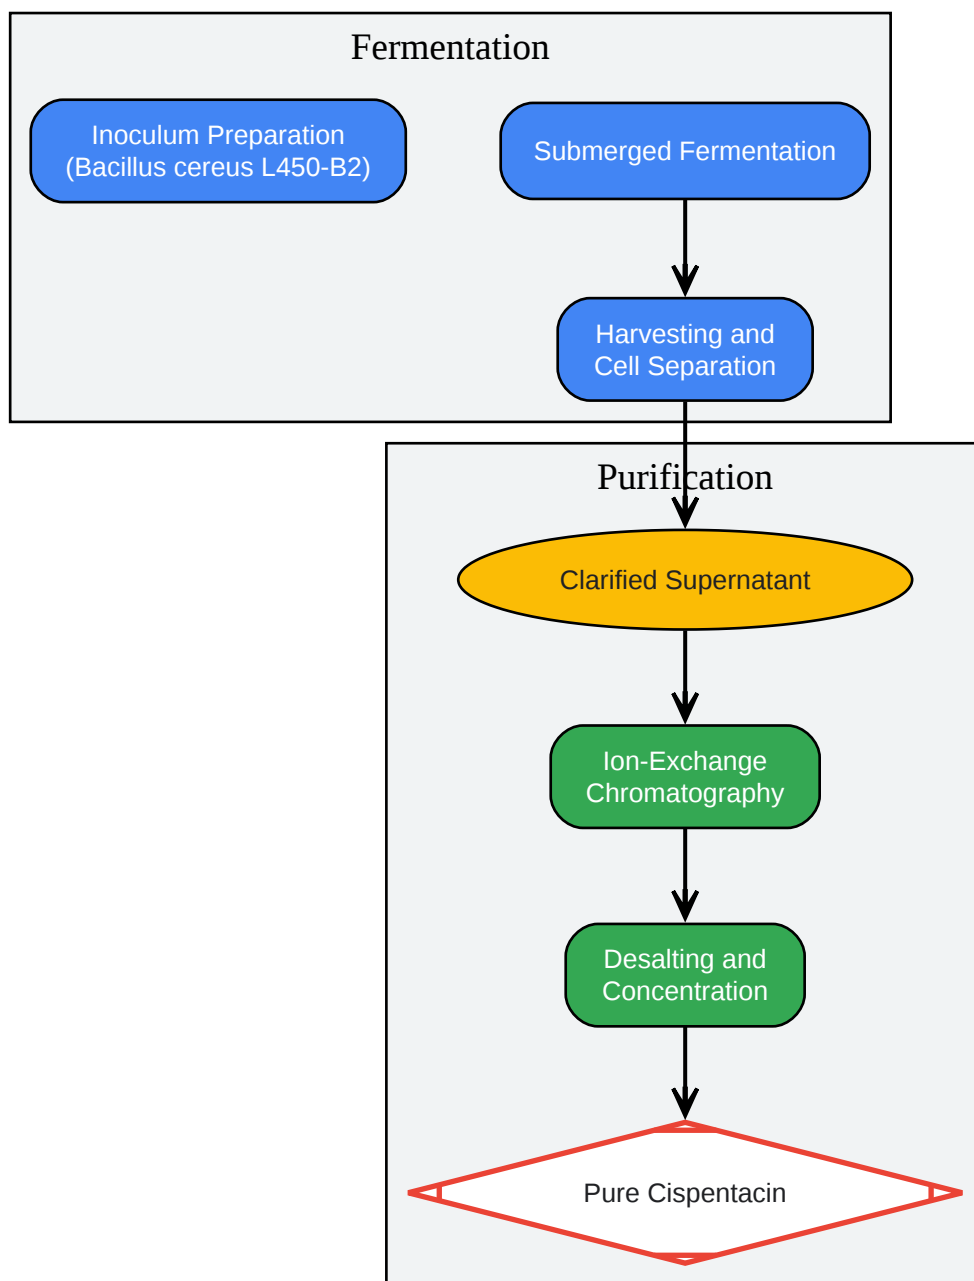 Fermentation
Inoculum Preparation
(Bacillus cereus L450-B2)
Submerged Fermentation
Harvesting and
Cell Separation
Purification
Clarified Supernatant
Ion-Exchange
Chromatography
Desalting and
Concentration
Pure Cispentacin